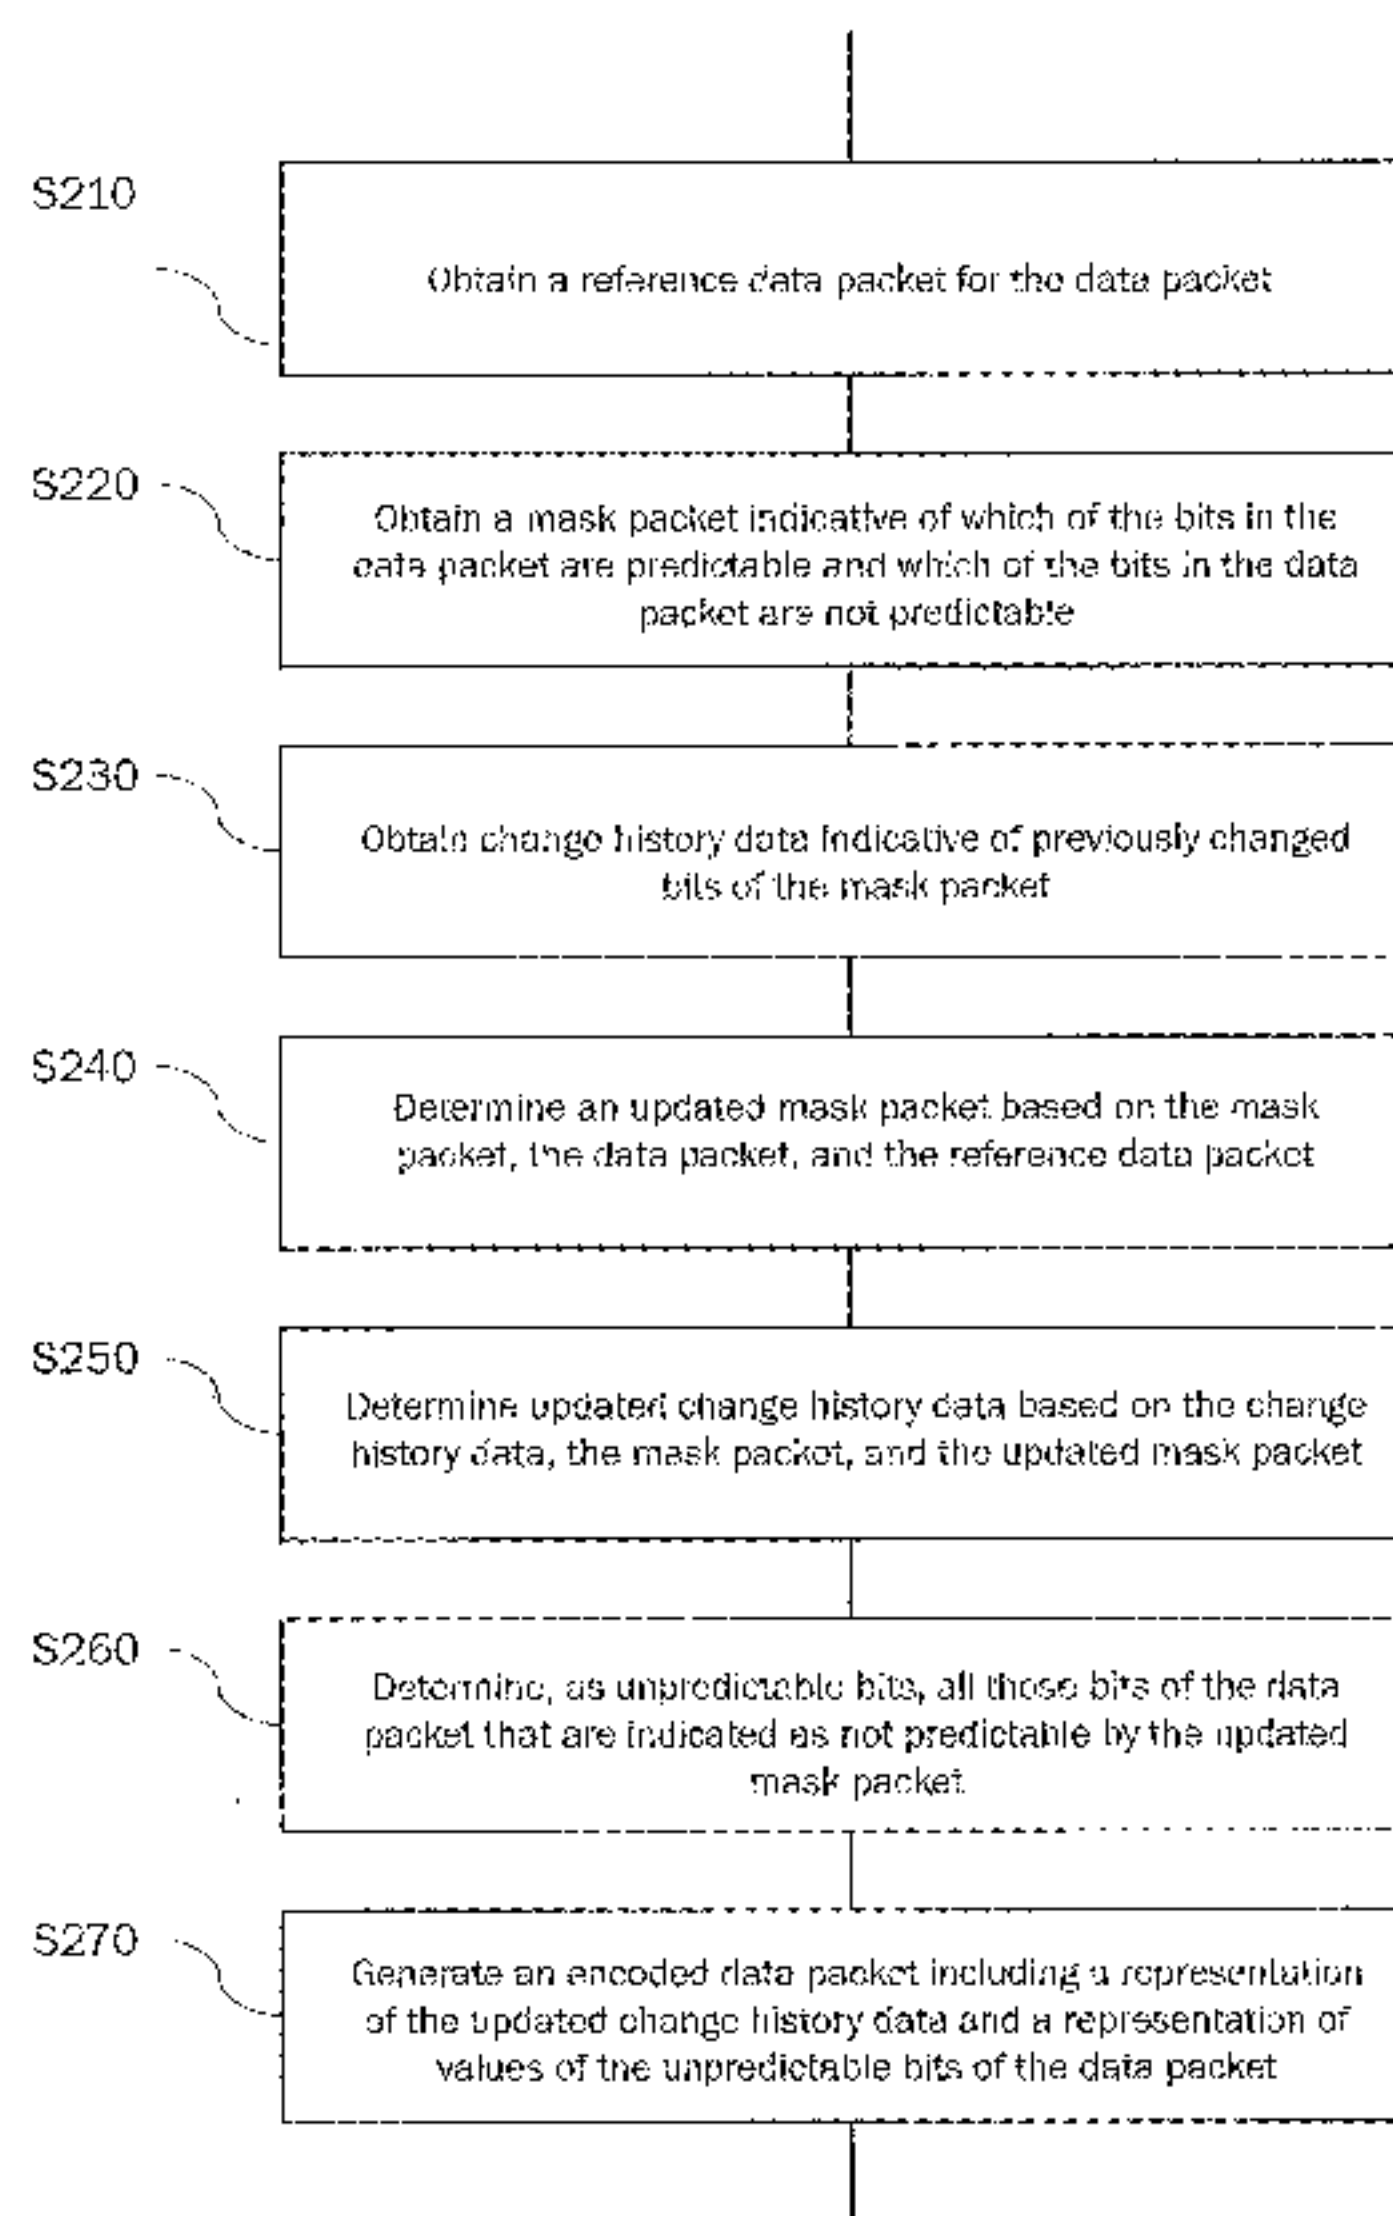 S210
Obtain a reference data packet for the data packet
S220
Obtain a mask packet indicative of which of the bits in the
data packet are predictable and which of the bits in the data
packet are not predictable
S230
Obtain change history data indicative of previously changed
bits of the mask packet
S240
Determine an updated mask packet based on the mask
packet, the data packet, and the reference data packet
S250
Determine updated change history data based on the change
history data, the mask packet, and the updated mask packet
S260
Determine, as unpredictable bits, all those bits of the data
packet that are indicated as not predictable by the updated
mask packet
S270
Generate an encoded data packet including a representation
of the updated change history data and a representation of
values of the unpredictable bits of the data packet